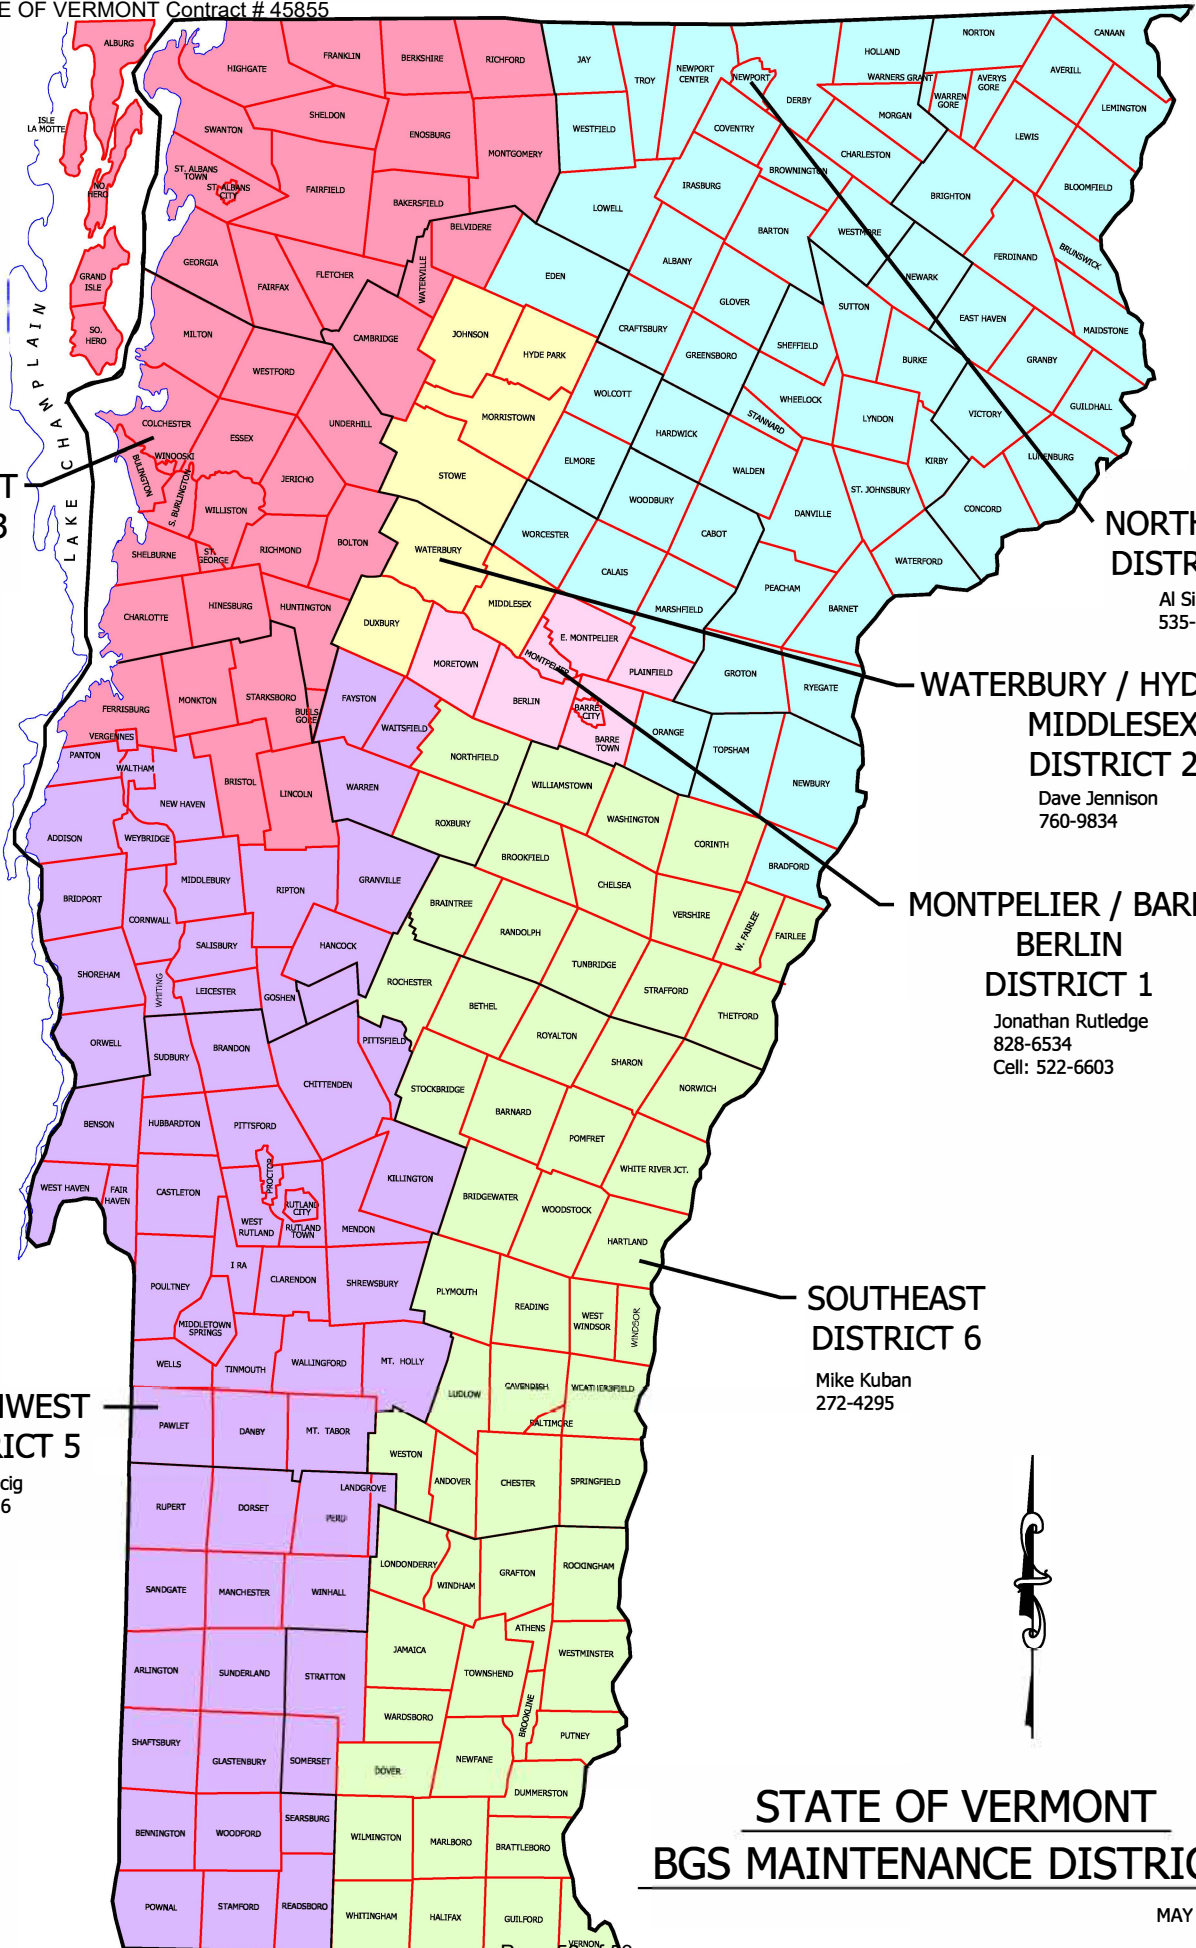 E OF VERMONT Contract # 45855
ALBURG
HIGHGATE
FRANKLIN
BERKSHIRE
RICHFORD
JAY
TROY
NEWPORT
CENTER
NEWPORT
DERBY
HOLLAND
NORTON
CANAAN
WARNERS GRANT
WARREN
GORE
AVERYS
GORE
AVERILL
LEMINGTON
ISLE
LA MOTTE
SWANTON
SHELDON
ENOSBURG
MONTGOMERY
WESTFIELD
COVENTRY
MORGAN
LEWIS
CHARLESTON
BROWNINGTON
ST. ALBANS
TOWN
ST. ALBANS
CITY
NO.
HERO
FAIRFIELD
BAKERSFIELD
IRASBURG
BRIGHTON
BLOOMFIELD
LOWELL
BELVIDERE
BARTON
WESTMORE
FERDINAND
BRUNSWICK
GEORGIA
FAIRFAX
FLETCHER
WATERVILLE
EDEN
ALBANY
NEWARK
GRAND
ISLE
GLOVER
SUTTON
EAST HAVEN
MAIDSTONE
SO.
HERO
MILTON
CAMBRIDGE
JOHNSON
HYDE PARK
CRAFTSBURY
GREENSBORO
SHEFFIELD
BURKE
GRANBY
WESTFORD
WOLCOTT
WHEELOCK
LYNDON
VICTORY
GUILDHALL
LAKE CHAMPLAIN
COLCHESTER
ESSEX
UNDERHILL
MORRISTOWN
HARDWICK
STANNARD
WINOOSKI
BULINGTON
S. BURLINGTON
JERICHO
STOWE
ELMORE
WALDEN
KIRBY
LUNENBURG
T
3
WILLISTON
WOODBURY
ST. JOHNSBURY
DANVILLE
CONCORD
NORTH
DISTR
Al Si
535-
SHELBURNE
ST.
GEORGE
RICHMOND
BOLTON
WATERBURY
WORCESTER
CABOT
CALAIS
WATERFORD
PEACHAM
CHARLOTTE
HINESBURG
HUNTINGTON
DUXBURY
MIDDLESEX
MARSHFIELD
BARNET
E. MONTPELIER
MORETOWN
MONTPELIER
PLAINFIELD
GROTON
RYEGATE
WATERBURY / HYD
MIDDLESEX
DISTRICT 2
Dave Jennison
760-9834
FERRISBURG
MONKTON
STARKSBORO
BUELS
GORE
FAYSTON
WAITSFIELD
BERLIN
BARRE
CITY
BARRE
TOWN
ORANGE
TOPSHAM
NEWBURY
VERGENNES
PANTON
WALTHAM
NEW HAVEN
BRISTOL
LINCOLN
WARREN
NORTHFIELD
WILLIAMSTOWN
WASHINGTON
ROXBURY
ADDISON
WEYBRIDGE
BROOKFIELD
CORINTH
BRADFORD
MIDDLEBURY
RIPTON
GRANVILLE
CHELSEA
BRIDPORT
CORNWALL
BRAINTREE
VERSHIRE
W. FAIRLEE
FAIRLEE
MONTPELIER / BARI
BERLIN
DISTRICT 1
Jonathan Rutledge
828-6534
Cell: 522-6603
SALISBURY
HANCOCK
RANDOLPH
TUNBRIDGE
SHOREHAM
WHITING
LEICESTER
GOSHEN
ROCHESTER
STRAFFORD
BETHEL
THETFORD
ORWELL
SUDBURY
BRANDON
PITTSFIELD
ROYALTON
CHITTENDEN
SHARON
STOCKBRIDGE
NORWICH
BENSON
HUBBARDTON
PITTSFORD
BARNARD
POMFRET
WHITE RIVER JCT.
WEST HAVEN
FAIR
HAVEN
CASTLETON
PROCTOR
KILLINGTON
BRIDGEWATER
WOODSTOCK
RUTLAND
CITY
WEST
RUTLAND
RUTLAND
TOWN
MENDON
HARTLAND
POULTNEY
I RA
CLARENDON
SHREWSBURY
PLYMOUTH
READING
WEST
WINDSOR
WINDSOR
SOUTHEAST
DISTRICT 6
Mike Kuban
272-4295
MIDDLETOWN
SPRINGS
WELLS
TINMOUTH
WALLINGFORD
MT. HOLLY
LUDLOW
CAVENDISH
WEATHERSFIELD
BALTIMORE
HWEST
RICT 5
cig
6
PAWLET
DANBY
MT. TABOR
WESTON
ANDOVER
CHESTER
SPRINGFIELD
RUPERT
DORSET
LANDGROVE
PERU
LONDONDERRY
WINDHAM
GRAFTON
ROCKINGHAM
SANDGATE
MANCHESTER
WINHALL
ATHENS
JAMAICA
WESTMINSTER
ARLINGTON
SUNDERLAND
STRATTON
TOWNSHEND
WARDSBORO
BROOKLINE
PUTNEY
SHAFTSBURY
GLASTENBURY
SOMERSET
DOVER
NEWFANE
DUMMERSTON
SEARSBURG
BENNINGTON
WOODFORD
WILMINGTON
MARLBORO
BRATTLEBORO
POWNAL
STAMFORD
READSBORO
WHITINGHAM
HALIFAX
GUILFORD
VERNON
STATE OF VERMONT
BGS MAINTENANCE DISTRIC
MAY